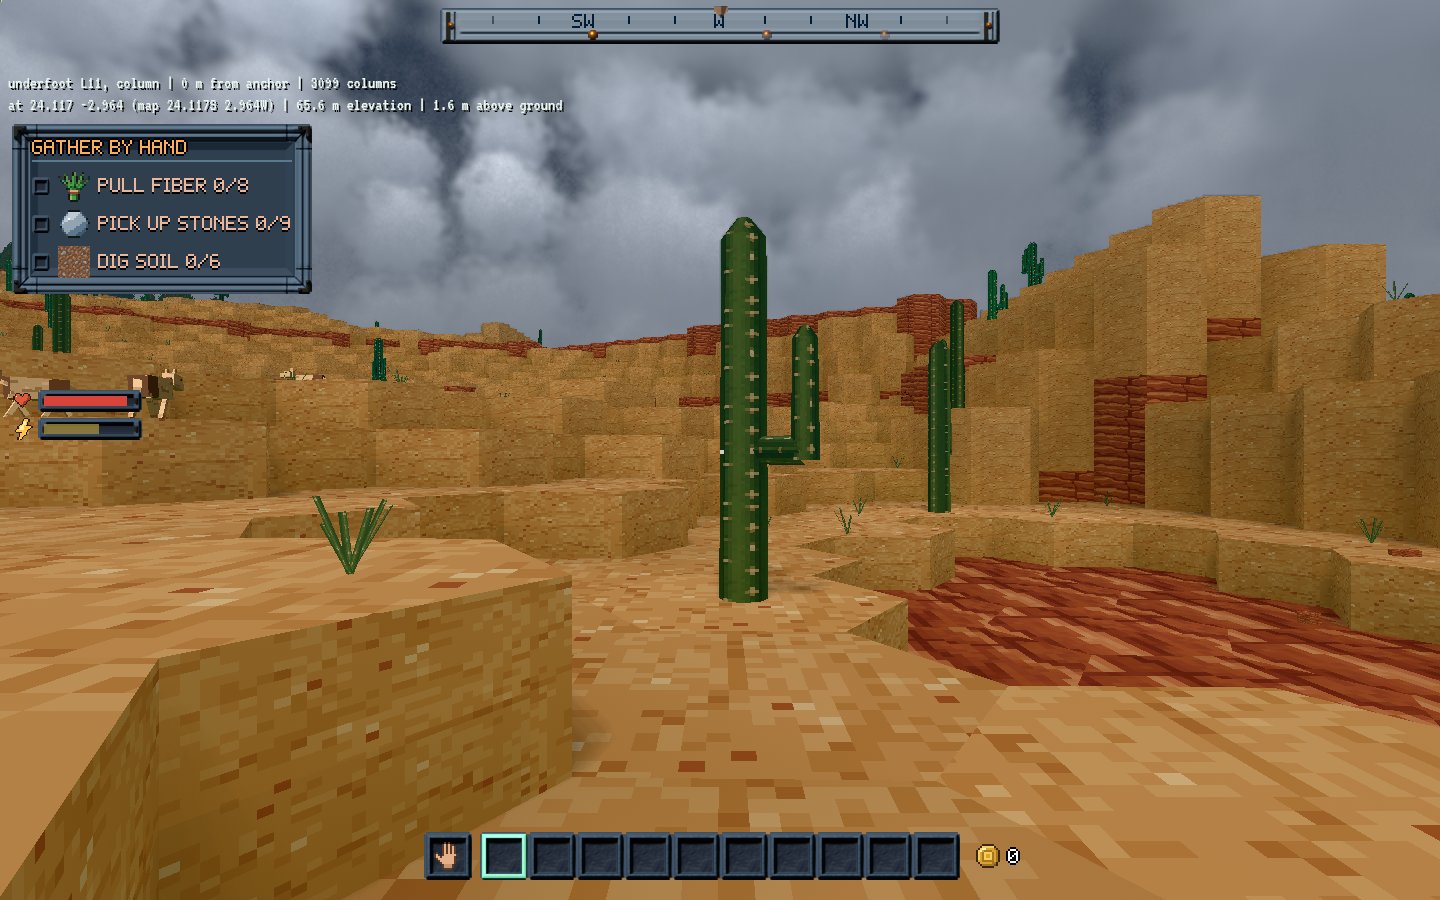 SW W NW
underfoot L11, column | 0 m from anchor | 3099 columns
at 24.117 -2.964 (map 24.117S 2.964W) | 65.6 m elevation | 1.6 m above ground
GATHER BY HAND
PULL FIBER 0/8
PICK UP STONES 0/9
DIG SOIL 0/6
0